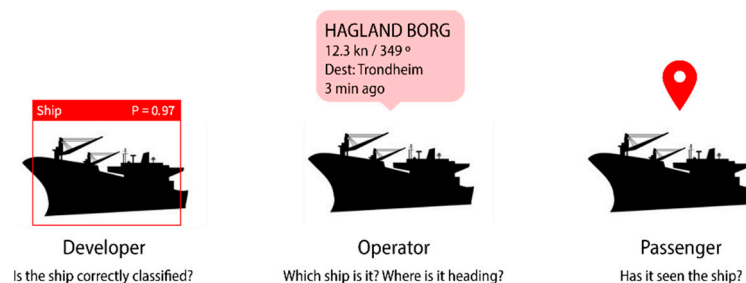 Ship P = 0.97
Developer
Is the ship correctly classified?
HAGLAND BORG
12.3 kn / 349 º
Dest: Trondheim
3 min ago
Operator
Which ship is it? Where is it heading?
Passenger
Has it seen the ship?